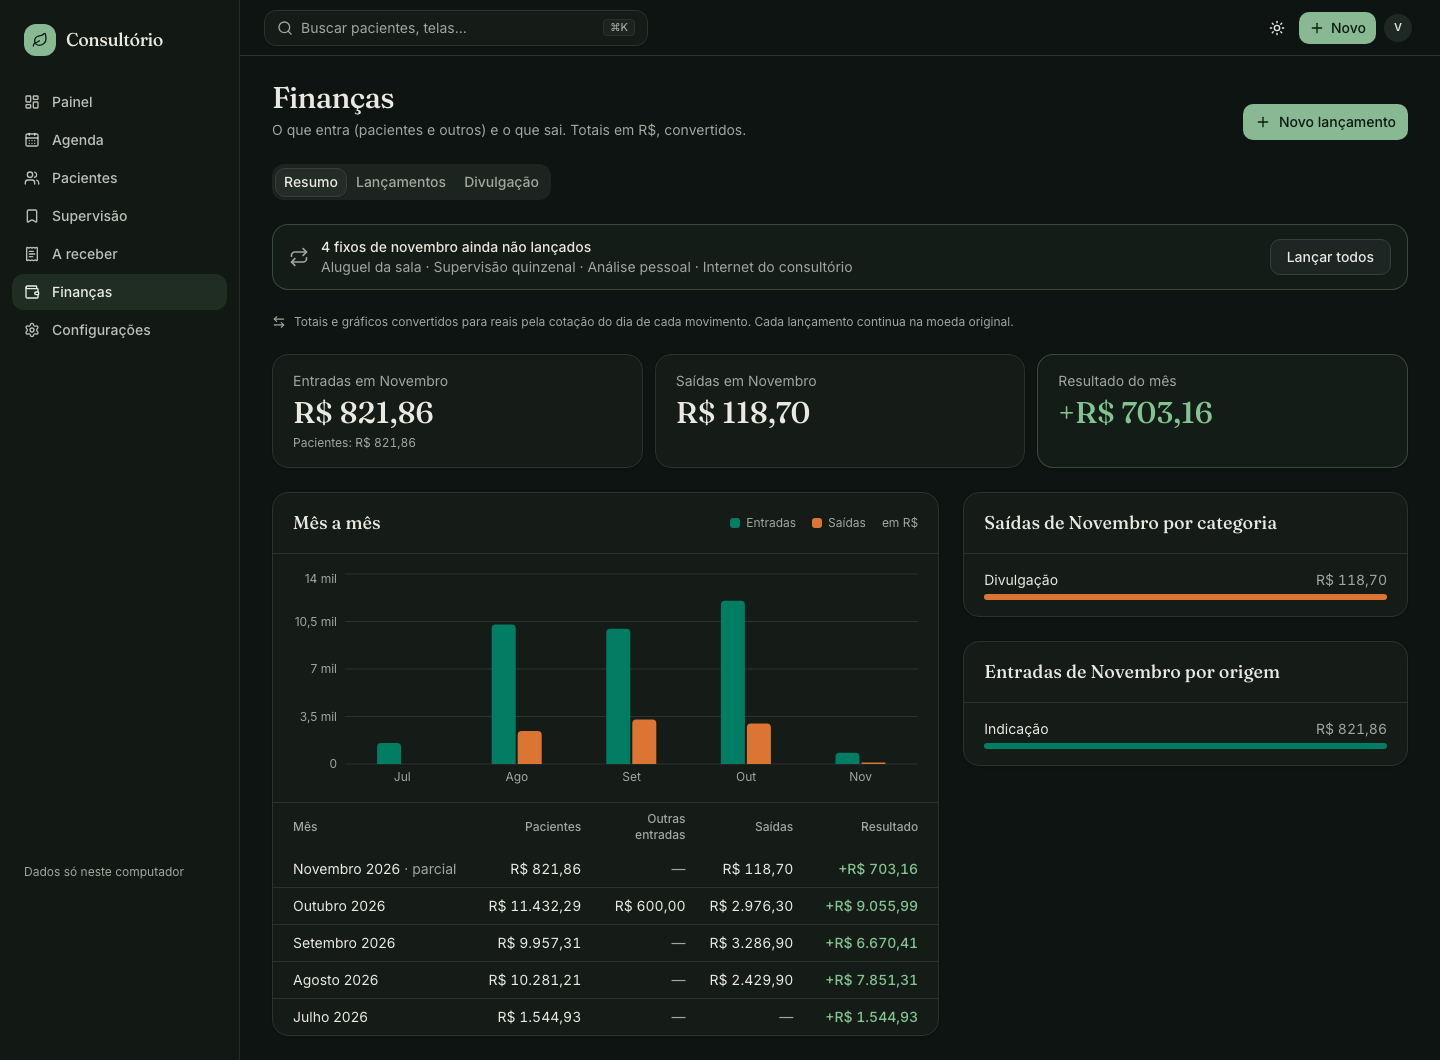 Consultório
Buscar pacientes, telas...
⌘K
Novo
V
Painel
Agenda
Pacientes
Supervisão
A receber
Finanças
Configurações
Dados só neste computador
Finanças
O que entra (pacientes e outros) e o que sai. Totais em R$, convertidos.
Novo lançamento
Resumo
Lançamentos
Divulgação
4 fixos de novembro ainda não lançados
Aluguel da sala · Supervisão quinzenal · Análise pessoal · Internet do consultório
Lançar todos
Totais e gráficos convertidos para reais pela cotação do dia de cada movimento. Cada lançamento continua na moeda original.
Entradas em Novembro
R$ 821,86
Pacientes: R$ 821,86
Saídas em Novembro
R$ 118,70
Resultado do mês
+R$ 703,16
Mês a mês
Entradas
Saídas
em R$
14 mil
10,5 mil
7 mil
3,5 mil
0
Jul
Ago
Set
Out
Nov
Mês Pacientes Outras entradas Saídas Resultado
Novembro 2026 · parcial R$ 821,86 — R$ 118,70 +R$ 703,16
Outubro 2026 R$ 11.432,29 R$ 600,00 R$ 2.976,30 +R$ 9.055,99
Setembro 2026 R$ 9.957,31 — R$ 3.286,90 +R$ 6.670,41
Agosto 2026 R$ 10.281,21 — R$ 2.429,90 +R$ 7.851,31
Julho 2026 R$ 1.544,93 — — +R$ 1.544,93
Saídas de Novembro por categoria
Divulgação R$ 118,70
Entradas de Novembro por origem
Indicação R$ 821,86